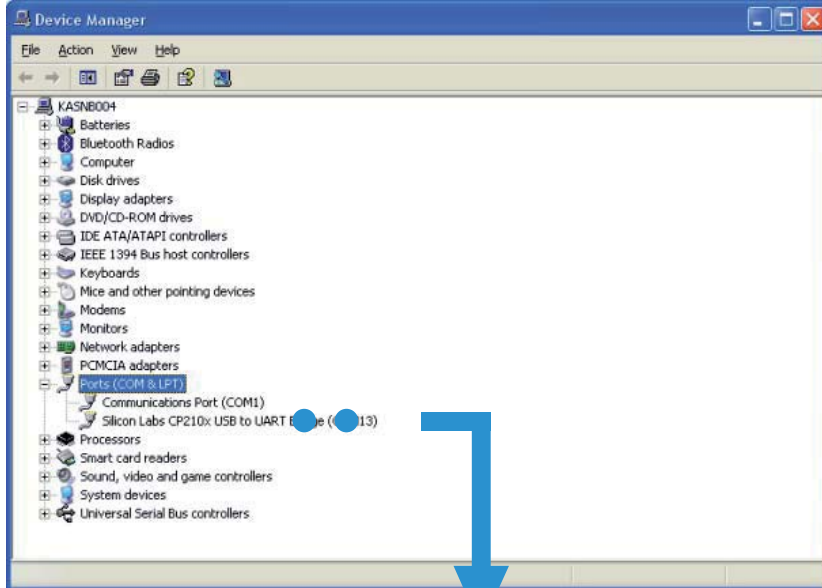 Device Manager
File Action View Help
KASNB004
Batteries
Bluetooth Radios
Computer
Disk drives
Display adapters
DVD/CD-ROM drives
IDE ATA/ATAPI controllers
IEEE 1394 Bus host controllers
Keyboards
Mice and other pointing devices
Modems
Monitors
Network adapters
PCMCIA adapters
Ports (COM & LPT)
Communications Port (COM1)
Silicon Labs CP210x USB to UART
Processors
Smart card readers
Sound, video and game controllers
System devices
Universal Serial Bus controllers